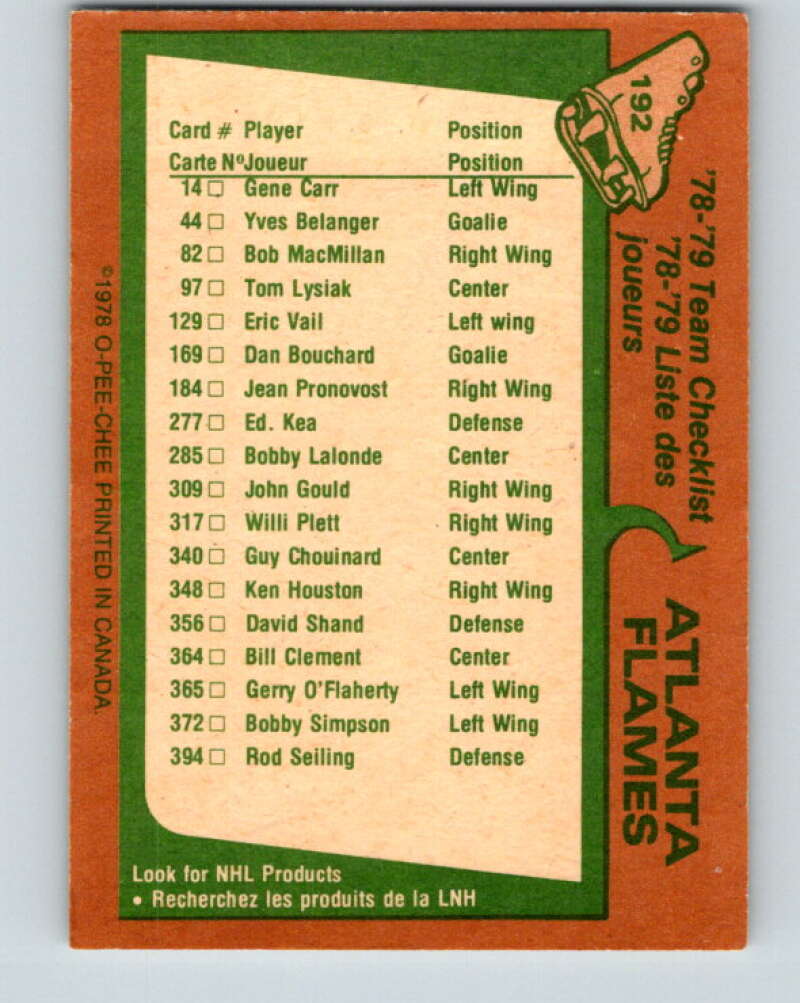 192
'78-'79 Team Checklist
'78-'79 Liste des
joueurs
ATLANTA
FLAMES
Card # Player Position
Carte Nº Joueur Position
14 □ Gene Carr Left Wing
44 □ Yves Belanger Goalie
82 □ Bob MacMillan Right Wing
97 □ Tom Lysiak Center
129 □ Eric Vail Left wing
169 □ Dan Bouchard Goalie
184 □ Jean Pronovost Right Wing
277 □ Ed. Kea Defense
285 □ Bobby Lalonde Center
309 □ John Gould Right Wing
317 □ Willi Plett Right Wing
340 □ Guy Chouinard Center
348 □ Ken Houston Right Wing
356 □ David Shand Defense
364 □ Bill Clement Center
365 □ Gerry O'Flaherty Left Wing
372 □ Bobby Simpson Left Wing
394 □ Rod Seiling Defense
Look for NHL Products
• Recherchez les produits de la LNH
©1978 O-PEE-CHEE PRINTED IN CANADA.